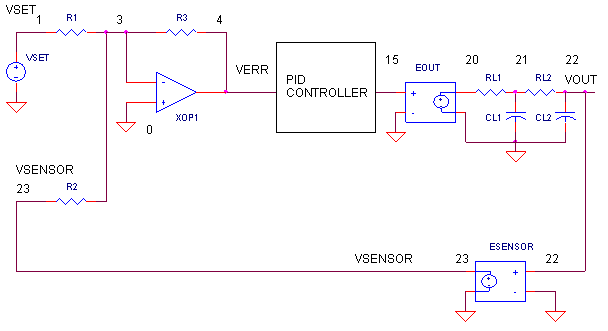 VSET
1
R1
3
R3
4
VSET
VERR
-
+
XOP1
0
PID
CONTROLLER
15
EOUT
+
-
20
RL1
21
RL2
22
VOUT
CL1
CL2
VSENSOR
23
R2
VSENSOR
23
ESENSOR
22
+
-